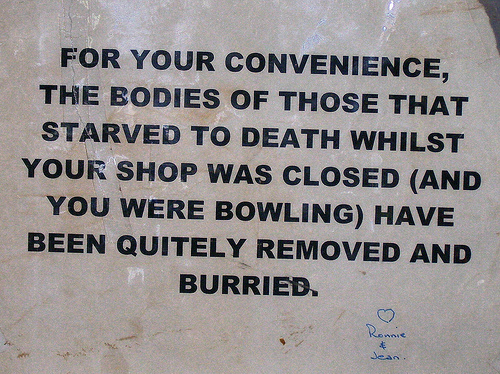 FOR YOUR CONVENIENCE,
THE BODIES OF THOSE THAT
STARVED TO DEATH WHILST
YOUR SHOP WAS CLOSED (AND
YOU WERE BOWLING) HAVE
BEEN QUITELY REMOVED AND
BURRIED.
Ronnie
&
Jean.